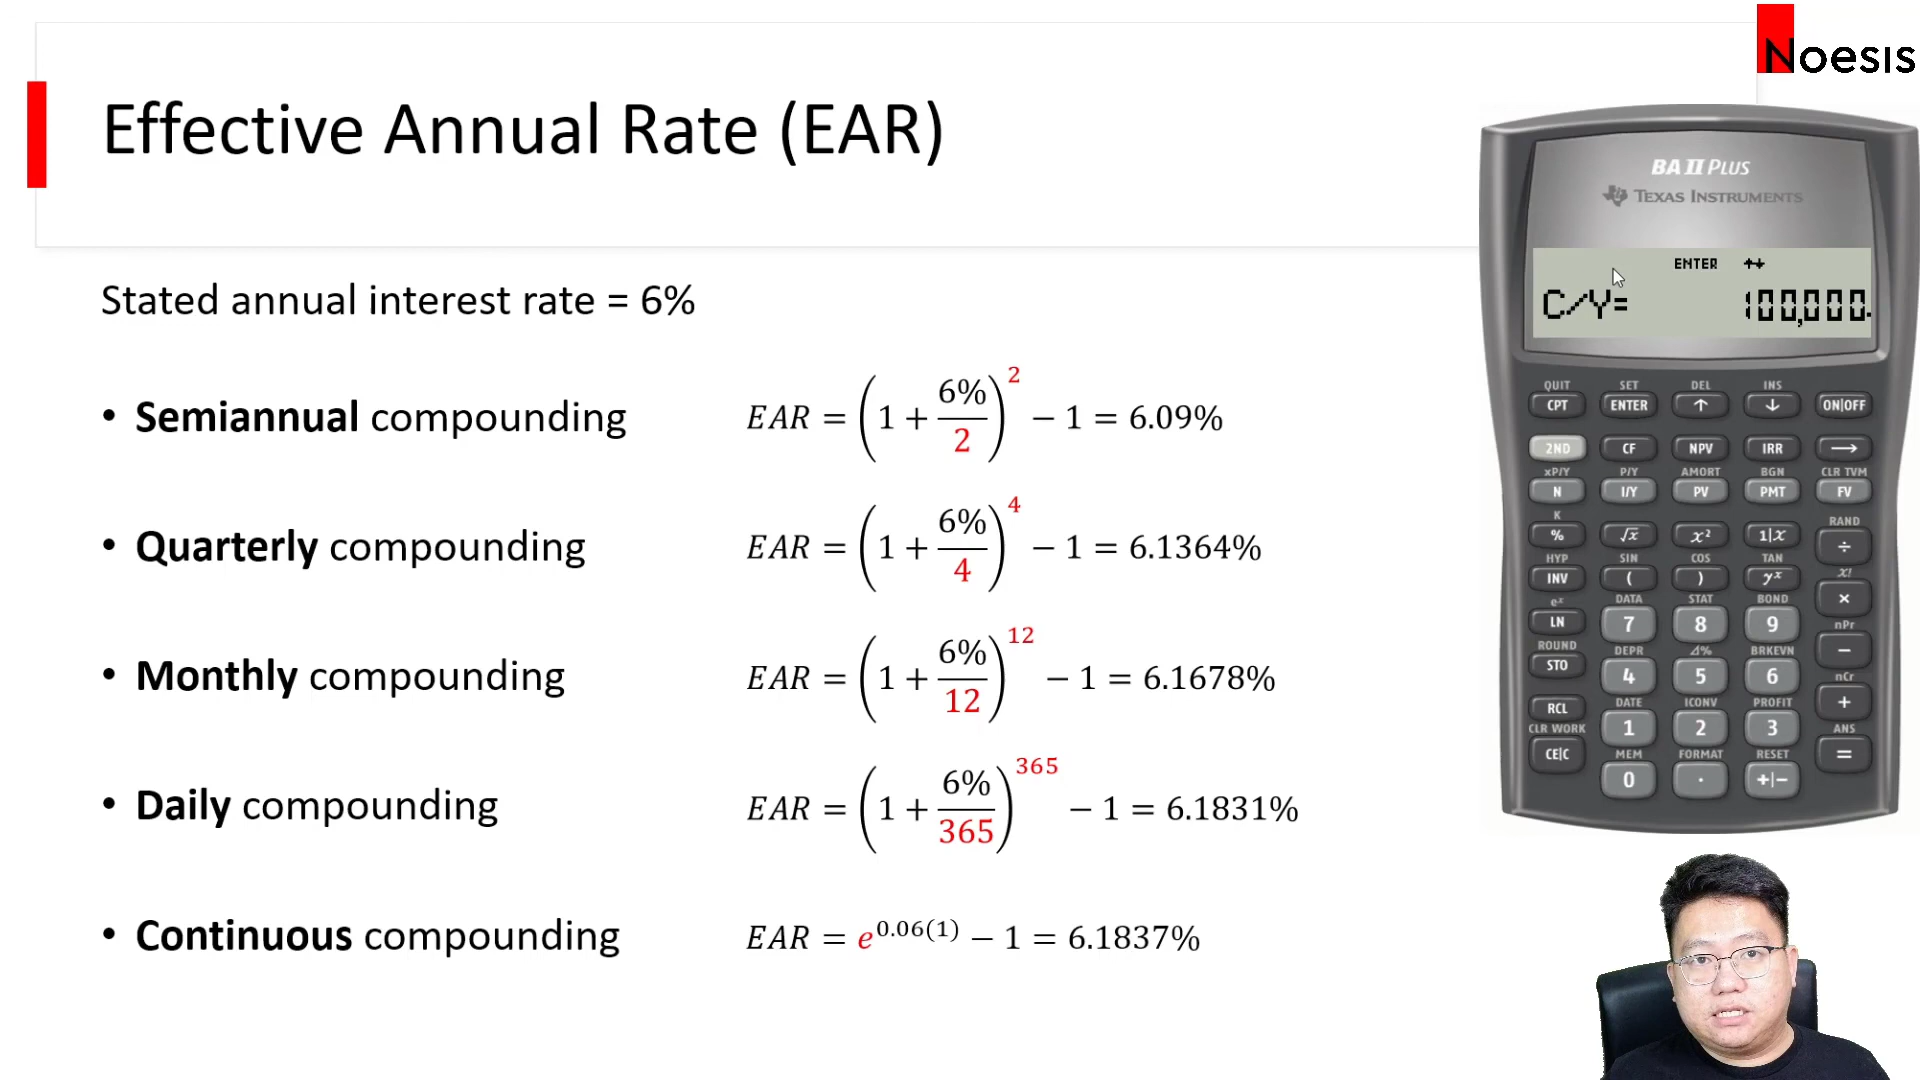 Noesis
Effective Annual Rate (EAR)
Stated annual interest rate = 6%
• Semiannual compounding EAR = (1 + 6%/2)^2 − 1 = 6.09%
• Quarterly compounding EAR = (1 + 6%/4)^4 − 1 = 6.1364%
• Monthly compounding EAR = (1 + 6%/12)^12 − 1 = 6.1678%
• Daily compounding EAR = (1 + 6%/365)^365 − 1 = 6.1831%
• Continuous compounding EAR = e^0.06(1) − 1 = 6.1837%
BA II PLUS
TEXAS INSTRUMENTS
ENTER ↑↓
C/Y= 100,000.
QUIT SET DEL INS
CPT ENTER ↑ ↓ ON|OFF
2ND CF NPV IRR →
xP/Y P/Y AMORT BGN CLR TVM
N I/Y PV PMT FV
K RAND
% √x x² 1|x ÷
HYP SIN COS TAN x!
INV ( ) yˣ ×
eˣ DATA STAT BOND nPr
LN 7 8 9 −
ROUND DEPR Δ% BRKEVN nCr
STO 4 5 6 +
DATE ICONV PROFIT ANS
RCL 1 2 3 =
CLR WORK MEM FORMAT RESET
CE|C 0 . +|−